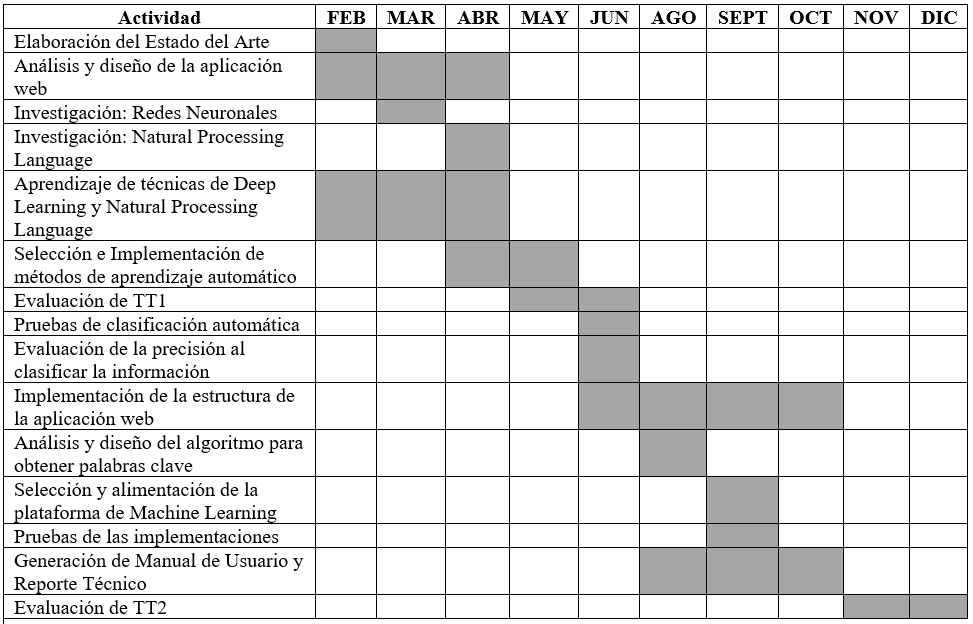 Actividad FEB MAR ABR MAY JUN AGO SEPT OCT NOV DIC
Elaboración del Estado del Arte
Análisis y diseño de la aplicación
web
Investigación: Redes Neuronales
Investigación: Natural Processing
Language
Aprendizaje de técnicas de Deep
Learning y Natural Processing
Language
Selección e Implementación de
métodos de aprendizaje automático
Evaluación de TT1
Pruebas de clasificación automática
Evaluación de la precisión al
clasificar la información
Implementación de la estructura de
la aplicación web
Análisis y diseño del algoritmo para
obtener palabras clave
Selección y alimentación de la
plataforma de Machine Learning
Pruebas de las implementaciones
Generación de Manual de Usuario y
Reporte Técnico
Evaluación de TT2